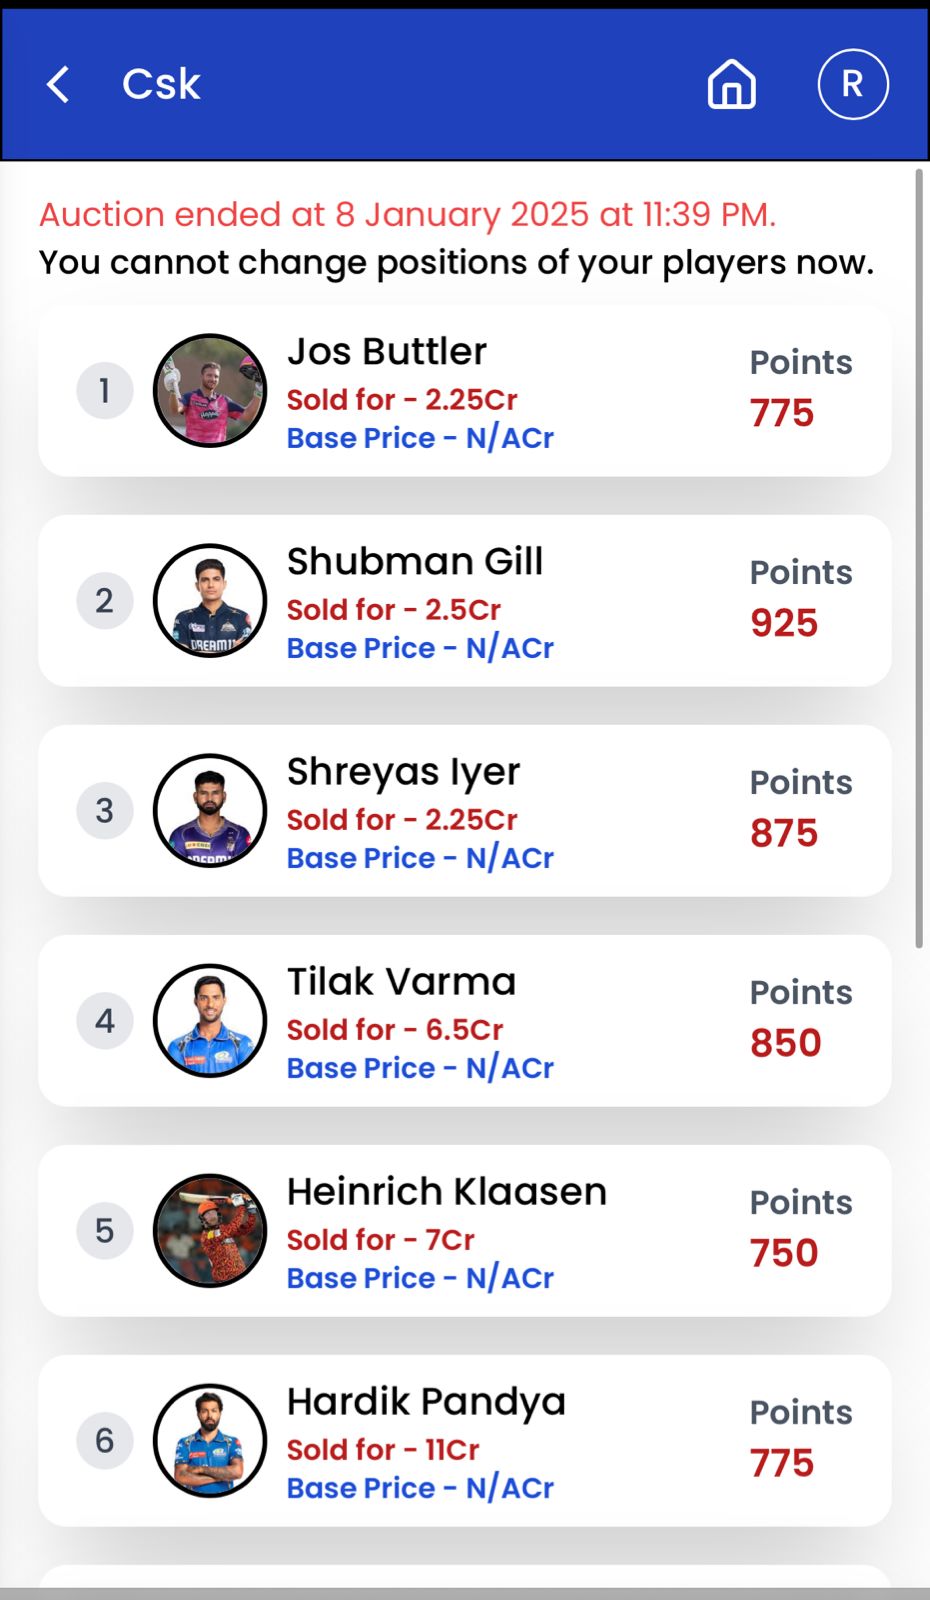 Csk
R
Auction ended at 8 January 2025 at 11:39 PM.
You cannot change positions of your players now.
1
Jos Buttler
Sold for - 2.25Cr
Base Price - N/ACr
Points
775
2
Shubman Gill
Sold for - 2.5Cr
Base Price - N/ACr
Points
925
DREAM11
3
Shreyas Iyer
Sold for - 2.25Cr
Base Price - N/ACr
Points
875
4
Tilak Varma
Sold for - 6.5Cr
Base Price - N/ACr
Points
850
5
Heinrich Klaasen
Sold for - 7Cr
Base Price - N/ACr
Points
750
6
Hardik Pandya
Sold for - 11Cr
Base Price - N/ACr
Points
775